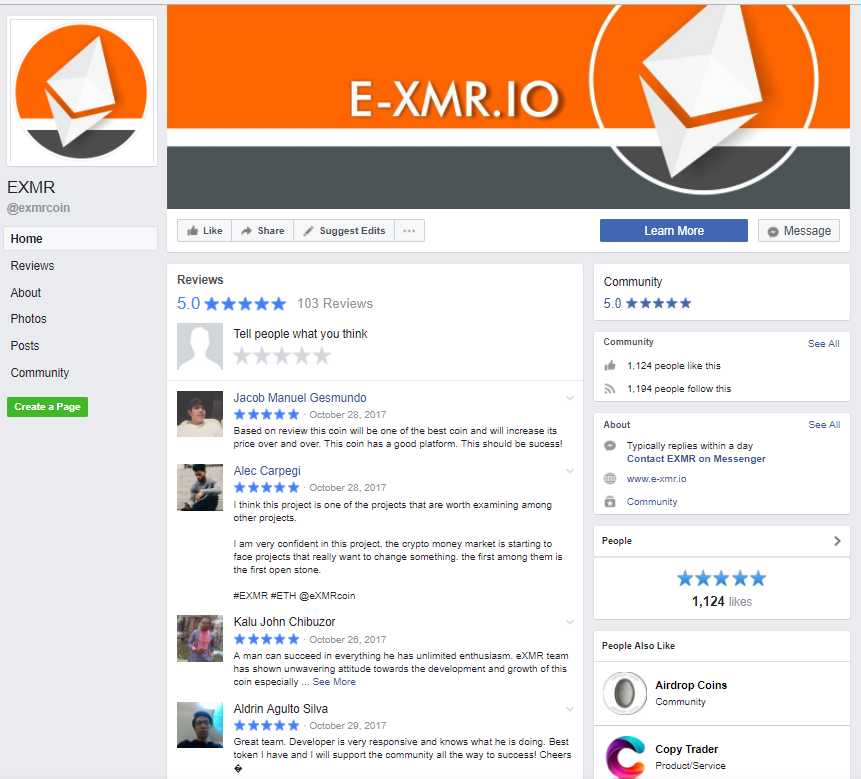 E-XMR.IO
EXMR
@exmrcoin
Home
Reviews
About
Photos
Posts
Community
Create a Page
Like
Share
Suggest Edits
...
Learn More
Message
Reviews
5.0 103 Reviews
Tell people what you think
Jacob Manuel Gesmundo
· October 28, 2017
Based on review this coin will be one of the best coin and will increase its
price over and over. This coin has a good platform. This should be sucess!
Alec Carpegi
· October 28, 2017
I think this project is one of the projects that are worth examining among
other projects.
I am very confident in this project. the crypto money market is starting to
face projects that really want to change something. the first among them is
the first open stone.
#EXMR #ETH @eXMRcoin
Kalu John Chibuzor
· October 26, 2017
A man can succeed in everything he has unlimited enthusiasm. eXMR team
has shown unwavering attitude towards the development and growth of this
coin especially ... See More
Aldrin Agulto Silva
· October 29, 2017
Great team. Developer is very responsive and knows what he is doing. Best
token I have and I will support the community all the way to success! Cheers
�
Community
5.0
Community See All
1,124 people like this
1,194 people follow this
About See All
Typically replies within a day
Contact EXMR on Messenger
www.e-xmr.io
Community
People
1,124 likes
People Also Like
Airdrop Coins
Community
Copy Trader
Product/Service